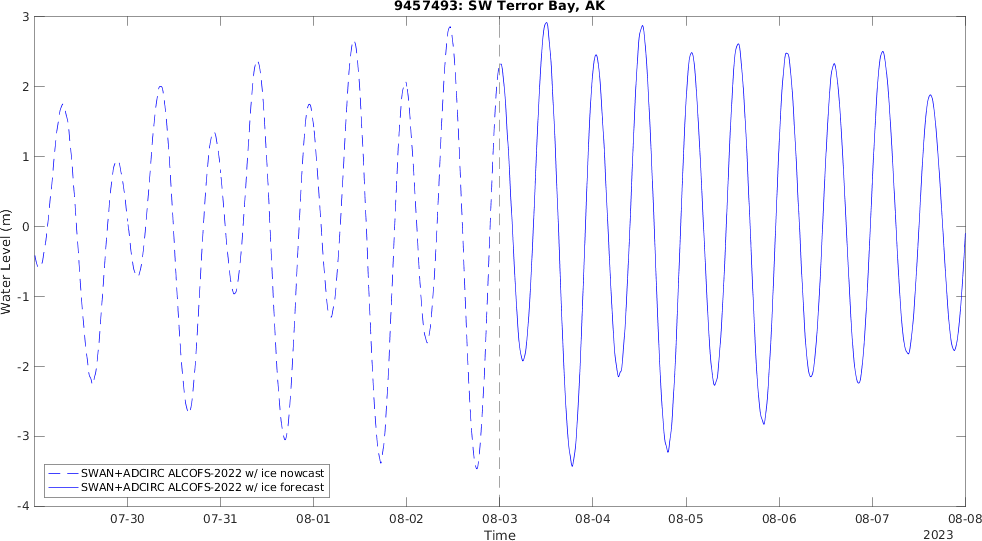 9457493: SW Terror Bay, AK
3
2
1
0
-1
-2
-3
-4
Water Level (m)
SWAN+ADCIRC ALCOFS-2022 w/ ice nowcast
SWAN+ADCIRC ALCOFS-2022 w/ ice forecast
07-30 07-31 08-01 08-02 08-03 08-04 08-05 08-06 08-07 08-08
Time
2023